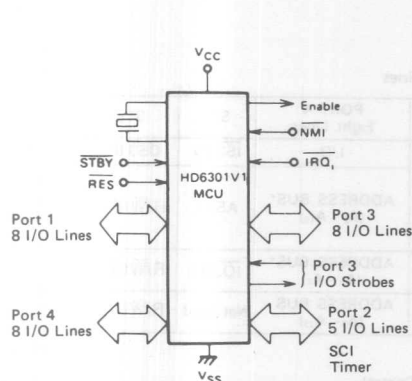 VCC
Enable
NMI
STBY
IRQ1
RES
HD6301V1
MCU
Port 1
8 I/O Lines
Port 3
8 I/O Lines
Port 3
I/O Strobes
Port 4
8 I/O Lines
Port 2
5 I/O Lines
SCI
Timer
VSS